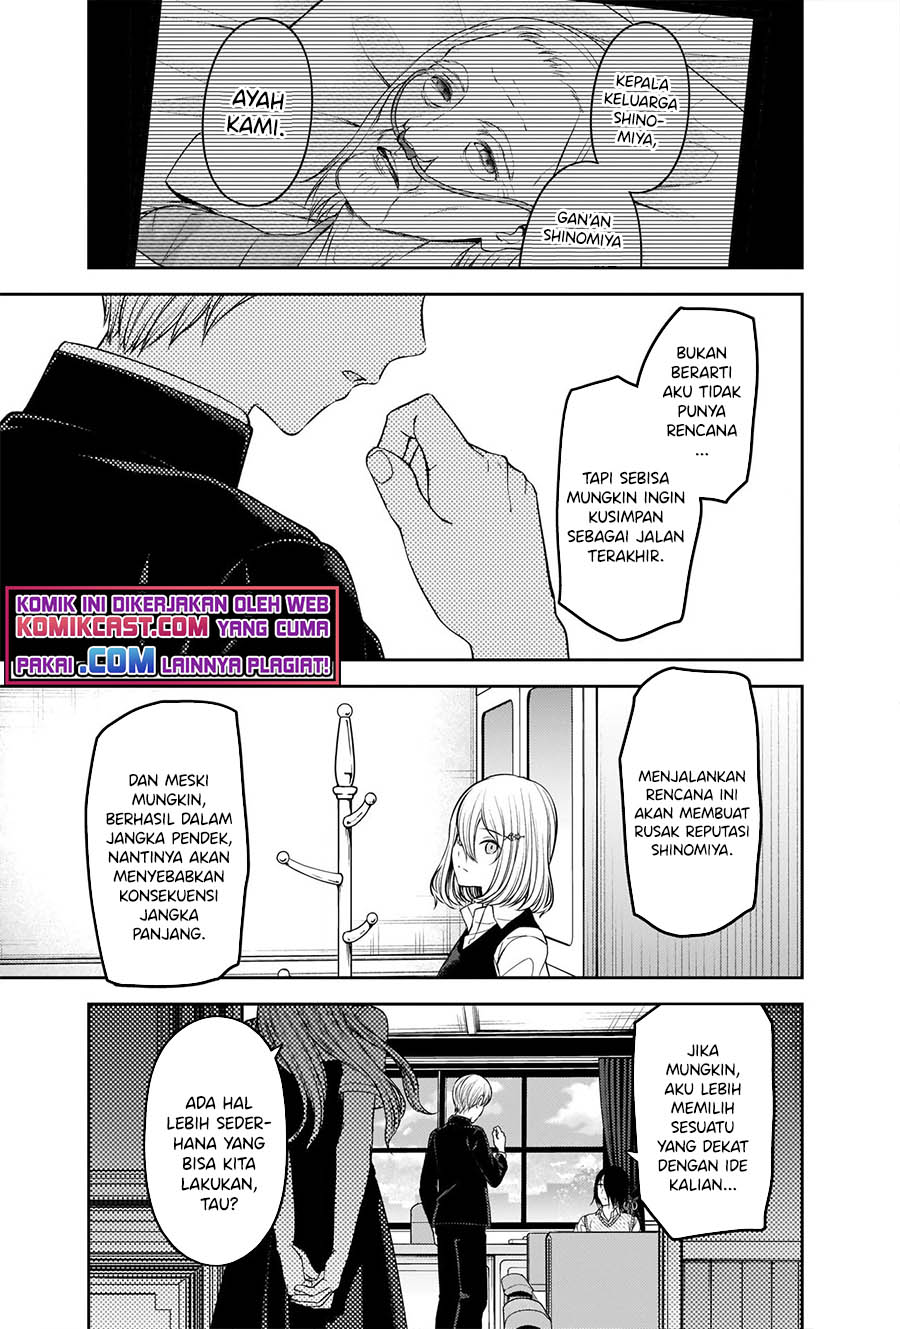 KEPALA
KELUARGA
SHINO-
MIYA,
GAN'AN
SHINOMIYA
AYAH
KAMI.
BUKAN
BERARTI
AKU TIDAK
PUNYA
RENCANA
...
TAPI SEBISA
MUNGKIN INGIN
KUSIMPAN
SEBAGAI JALAN
TERAKHIR.
KOMIK INI DIKERJAKAN OLEH WEB
KOMIKCAST.COM YANG CUMA
PAKAI .COM LAINNYA PLAGIAT!
MENJALANKAN
RENCANA INI
AKAN MEMBUAT
RUSAK REPUTASI
SHINOMIYA.
DAN MESKI
MUNGKIN,
BERHASIL DALAM
JANGKA PENDEK,
NANTINYA AKAN
MENYEBABKAN
KONSEKUENSI
JANGKA
PANJANG.
JIKA
MUNGKIN,
AKU LEBIH
MEMILIH
SESUATU
YANG DEKAT
DENGAN IDE
KALIAN...
ADA HAL
LEBIH SEDER-
HANA YANG
BISA KITA
LAKUKAN,
TAU?